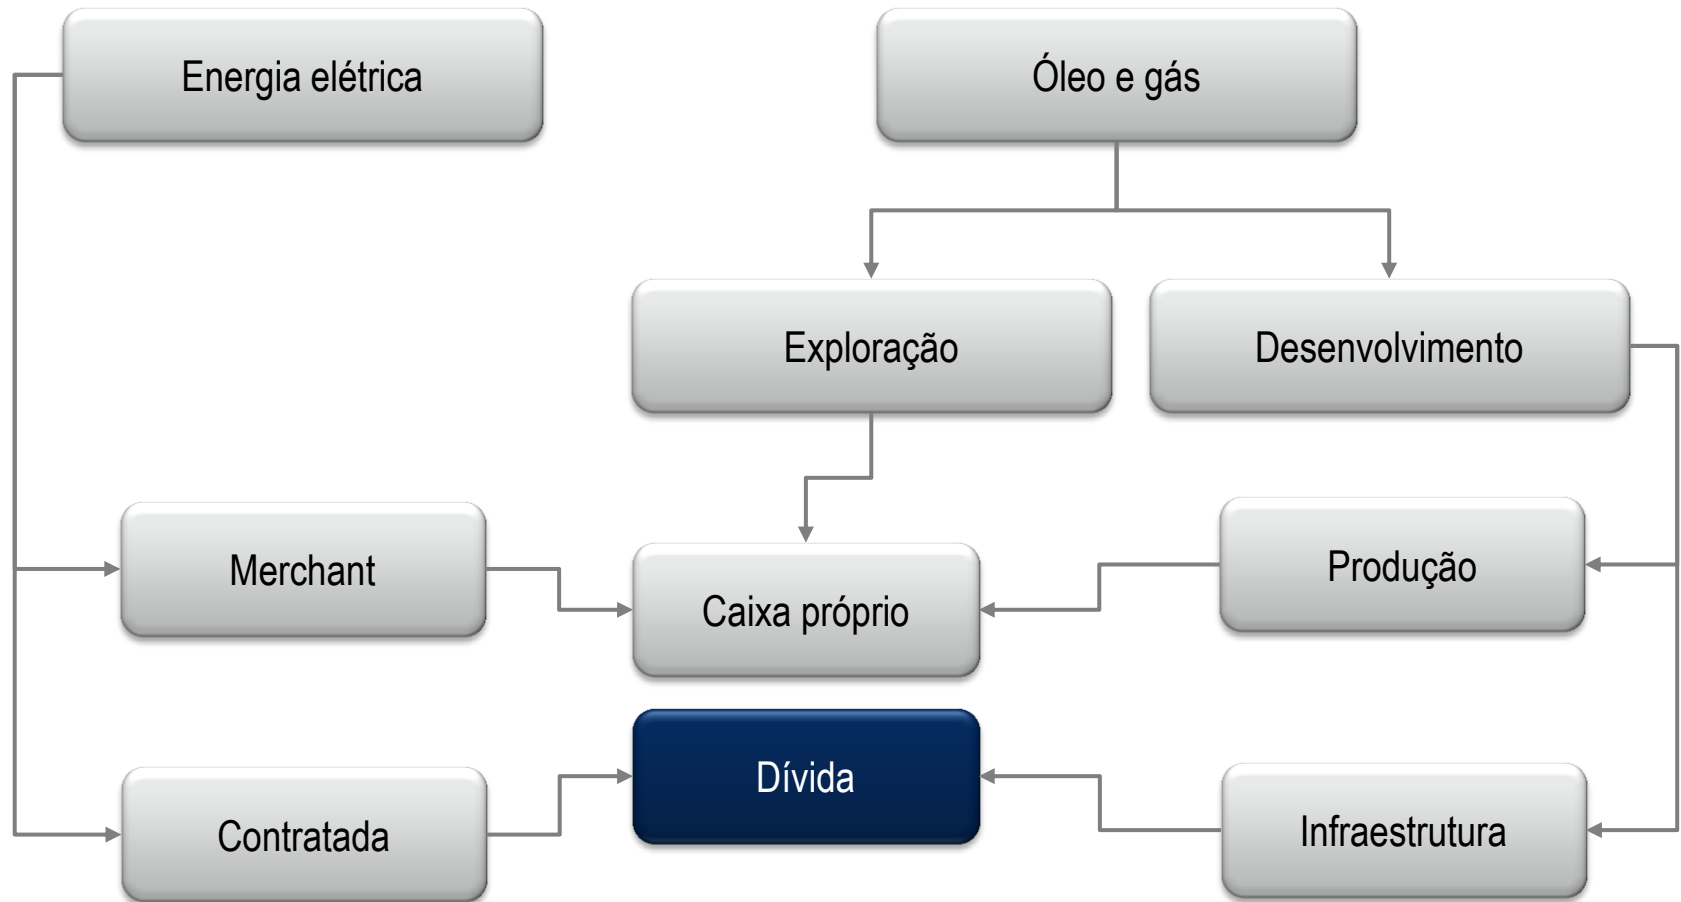 Energia elétrica
Óleo e gás
Exploração
Desenvolvimento
Merchant
Caixa próprio
Produção
Dívida
Contratada
Infraestrutura